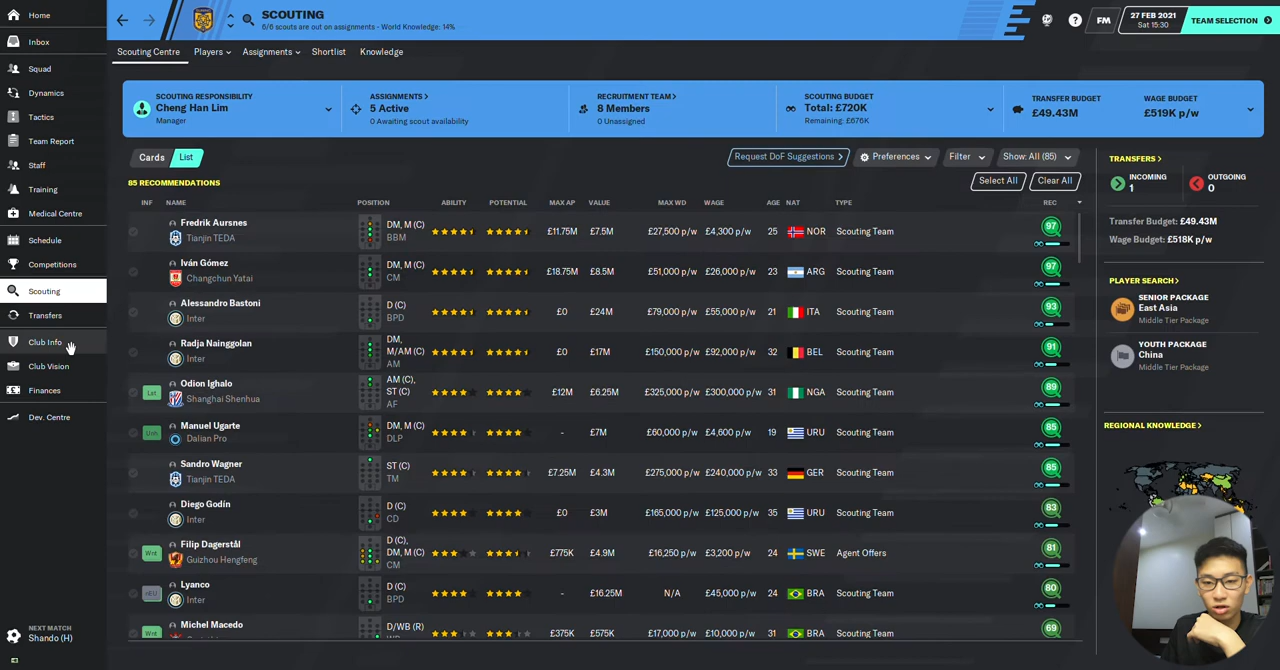 Home
Inbox
Squad
Dynamics
Tactics
Team Report
Staff
Training
Medical Centre
Schedule
Competitions
Scouting
Transfers
Club Info
Club Vision
Finances
Dev. Centre
NEXT MATCH
Shando (H)
SCOUTING
6/6 scouts are out on assignments - World Knowledge: 14%
FM
27 FEB 2021
Sat 15:30
TEAM SELECTION
Scouting Centre
Players
Assignments
Shortlist
Knowledge
SCOUTING RESPONSIBILITY
Cheng Han Lim
Manager
ASSIGNMENTS
5 Active
0 Awaiting scout availability
RECRUITMENT TEAM
8 Members
0 Unassigned
SCOUTING BUDGET
Total: £720K
Remaining: £676K
TRANSFER BUDGET
£49.43M
WAGE BUDGET
£519K p/w
Cards
List
Request DoF Suggestions
Preferences
Filter
Show: All (85)
85 RECOMMENDATIONS
Select All
Clear All
INF NAME POSITION ABILITY POTENTIAL MAX AP VALUE MAX WD WAGE AGE NAT TYPE REC
Fredrik Aursnes
Tianjin TEDA
DM, M (C)
BBM
£11.75M £7.5M £27,500 p/w £4,300 p/w 25 NOR Scouting Team 97
Iván Gómez
Changchun Yatai
DM, M (C)
CM
£18.75M £8.5M £51,000 p/w £26,000 p/w 23 ARG Scouting Team 97
Alessandro Bastoni
Inter
D (C)
BPD
£0 £24M £79,000 p/w £55,000 p/w 21 ITA Scouting Team 93
Radja Nainggolan
Inter
DM,
M/AM (C)
AM
£0 £17M £150,000 p/w £92,000 p/w 32 BEL Scouting Team 91
Lst
Odion Ighalo
Shanghai Shenhua
AM (C),
ST (C)
AF
£12M £6.25M £325,000 p/w £300,000 p/w 31 NGA Scouting Team 89
Unh
Manuel Ugarte
Dalian Pro
DM, M (C)
DLP
- £7M £60,000 p/w £4,600 p/w 19 URU Scouting Team 85
Sandro Wagner
Tianjin TEDA
ST (C)
TM
£7.25M £4.3M £275,000 p/w £240,000 p/w 33 GER Scouting Team 85
Diego Godín
Inter
D (C)
CD
£0 £3M £165,000 p/w £125,000 p/w 35 URU Scouting Team 83
Wnt
Filip Dagerstål
Guizhou Hengfeng
D (C),
DM, M (C)
CM
£775K £4.9M £16,250 p/w £3,200 p/w 24 SWE Agent Offers 81
nEU
Lyanco
Inter
D (C)
BPD
- £16.25M N/A £45,000 p/w 24 BRA Scouting Team 80
Wnt
Michel Macedo
D/WB (R)
£375K £575K £17,000 p/w £10,000 p/w 31 BRA Scouting Team 69
TRANSFERS
INCOMING
1
OUTGOING
0
Transfer Budget: £49.43M
Wage Budget: £518K p/w
PLAYER SEARCH
SENIOR PACKAGE
East Asia
Middle Tier Package
YOUTH PACKAGE
China
Middle Tier Package
REGIONAL KNOWLEDGE